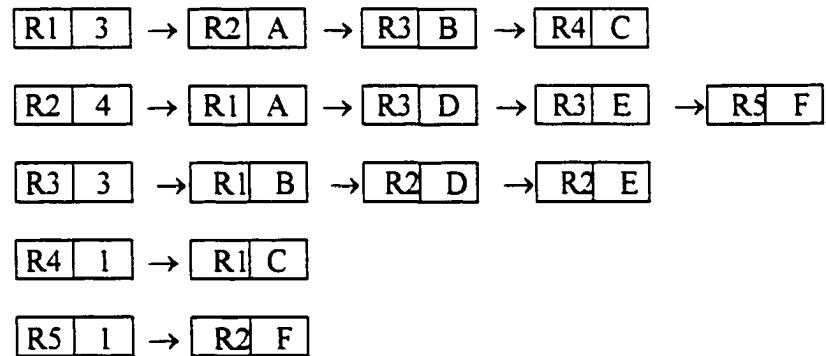 R1 3 → R2 A → R3 B → R4 C
R2 4 → R1 A → R3 D → R3 E → R5 F
R3 3 → R1 B → R2 D → R2 E
R4 1 → R1 C
R5 1 → R2 F